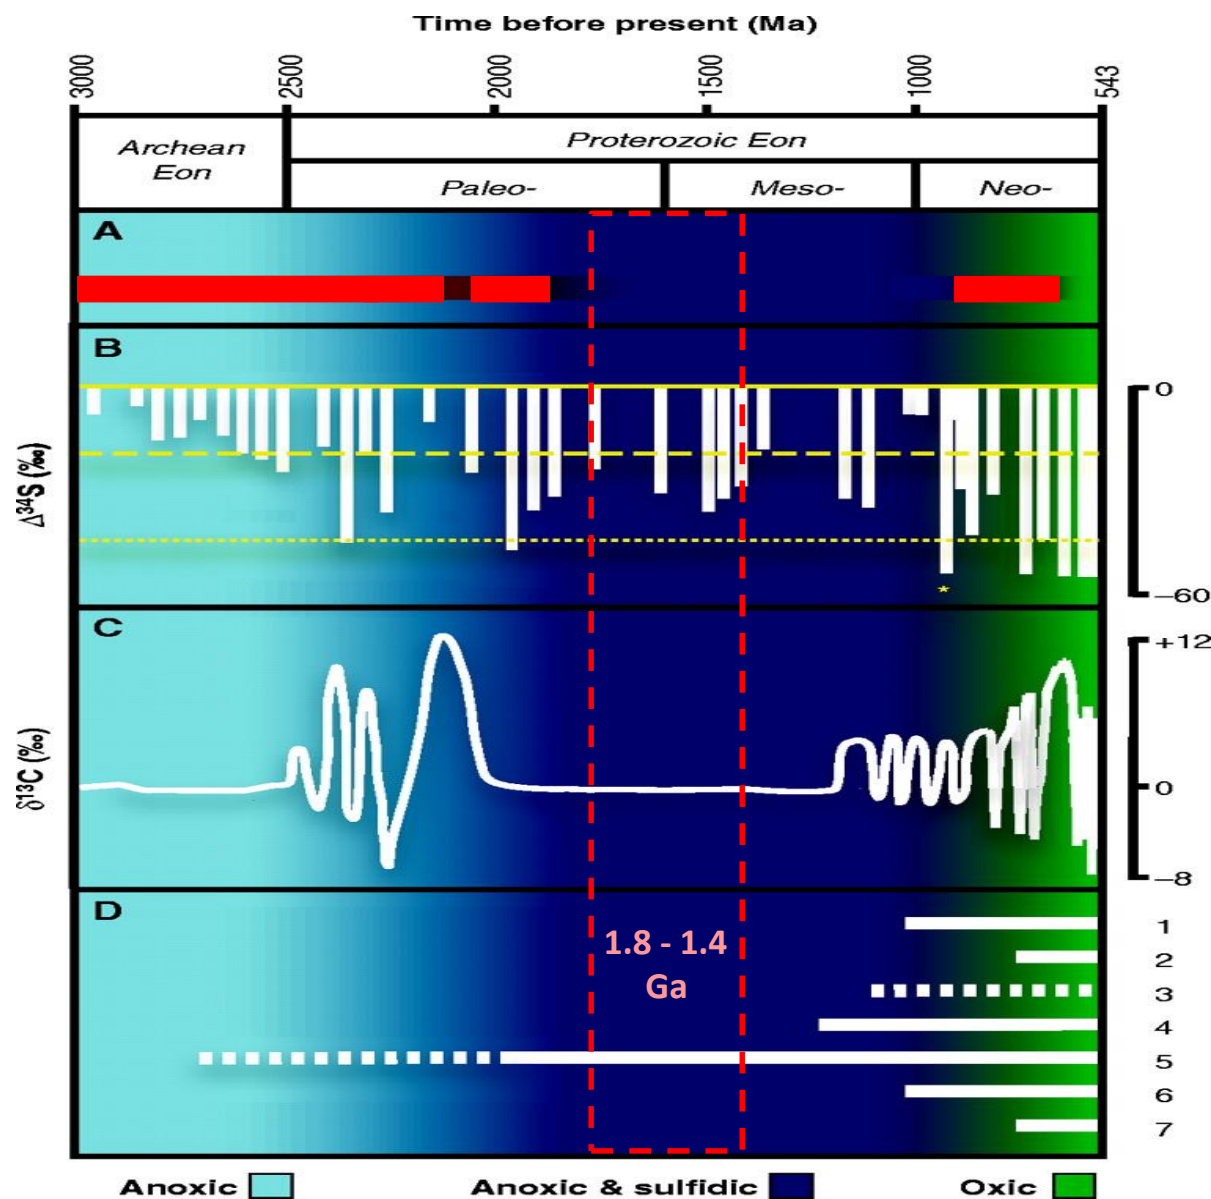 Time before present (Ma)
3000 2500 2000 1500 1000 543
Archean Eon
Proterozoic Eon
Paleo- Meso- Neo-
A
B
Δ34S (‰)
0
*
–60
C
+12
δ13C (‰)
0
–8
D
1.8 - 1.4
Ga
1
2
3
4
5
6
7
Anoxic Anoxic & sulfidic Oxic